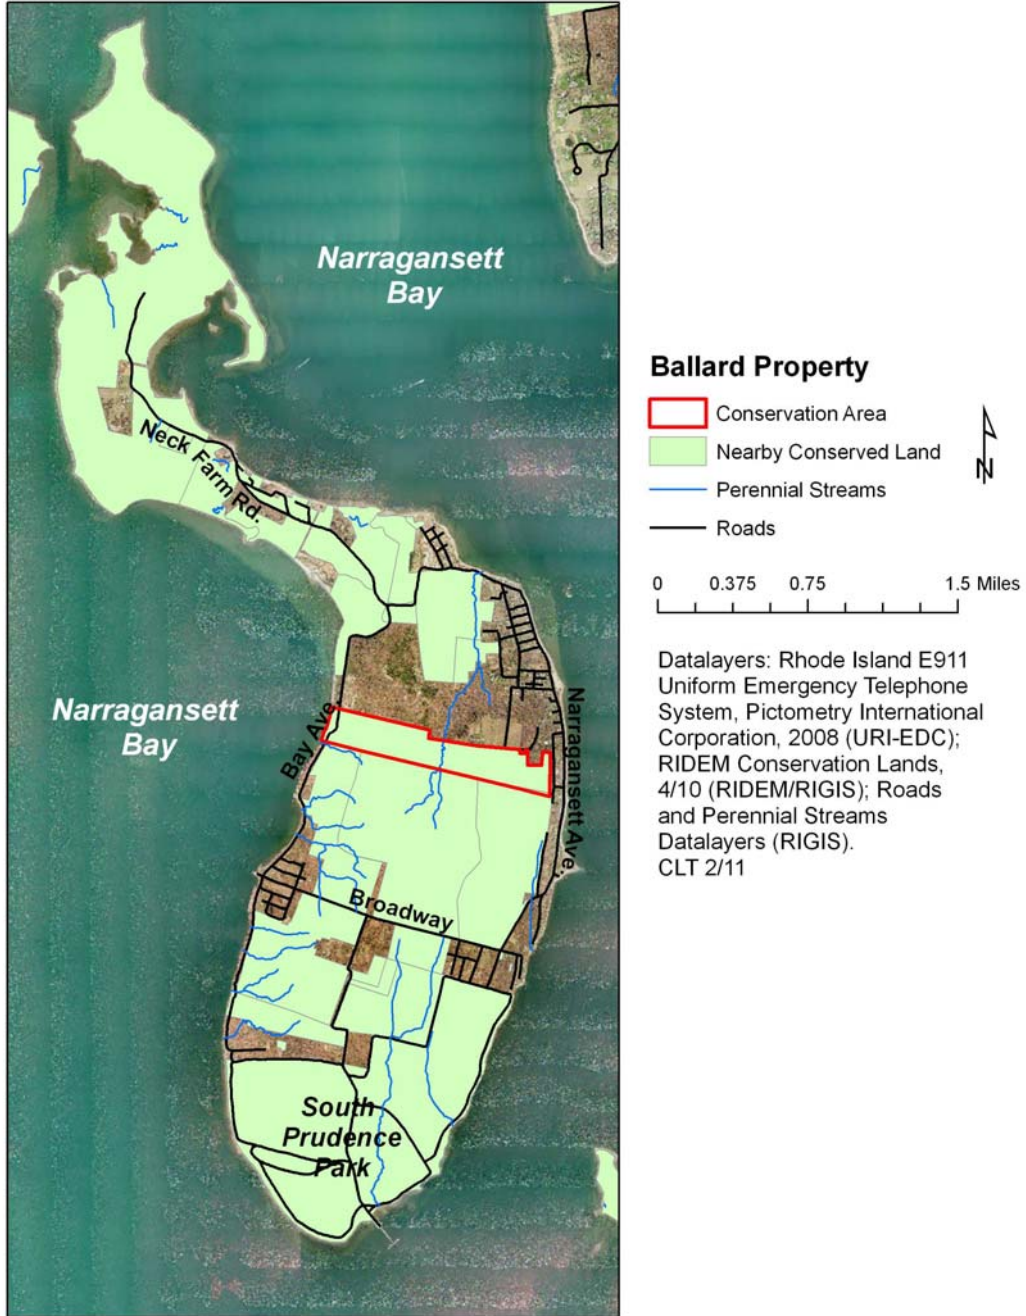 Narragansett
Bay
Neck Farm Rd.
Narragansett
Bay
Bay Ave.
Narragansett Ave.
Broadway
South
Prudence
Park
Ballard Property
Conservation Area
Nearby Conserved Land
Perennial Streams
Roads
N
0 0.375 0.75 1.5 Miles
Datalayers: Rhode Island E911
Uniform Emergency Telephone
System, Pictometry International
Corporation, 2008 (URI-EDC);
RIDEM Conservation Lands,
4/10 (RIDEM/RIGIS); Roads
and Perennial Streams
Datalayers (RIGIS).
CLT 2/11